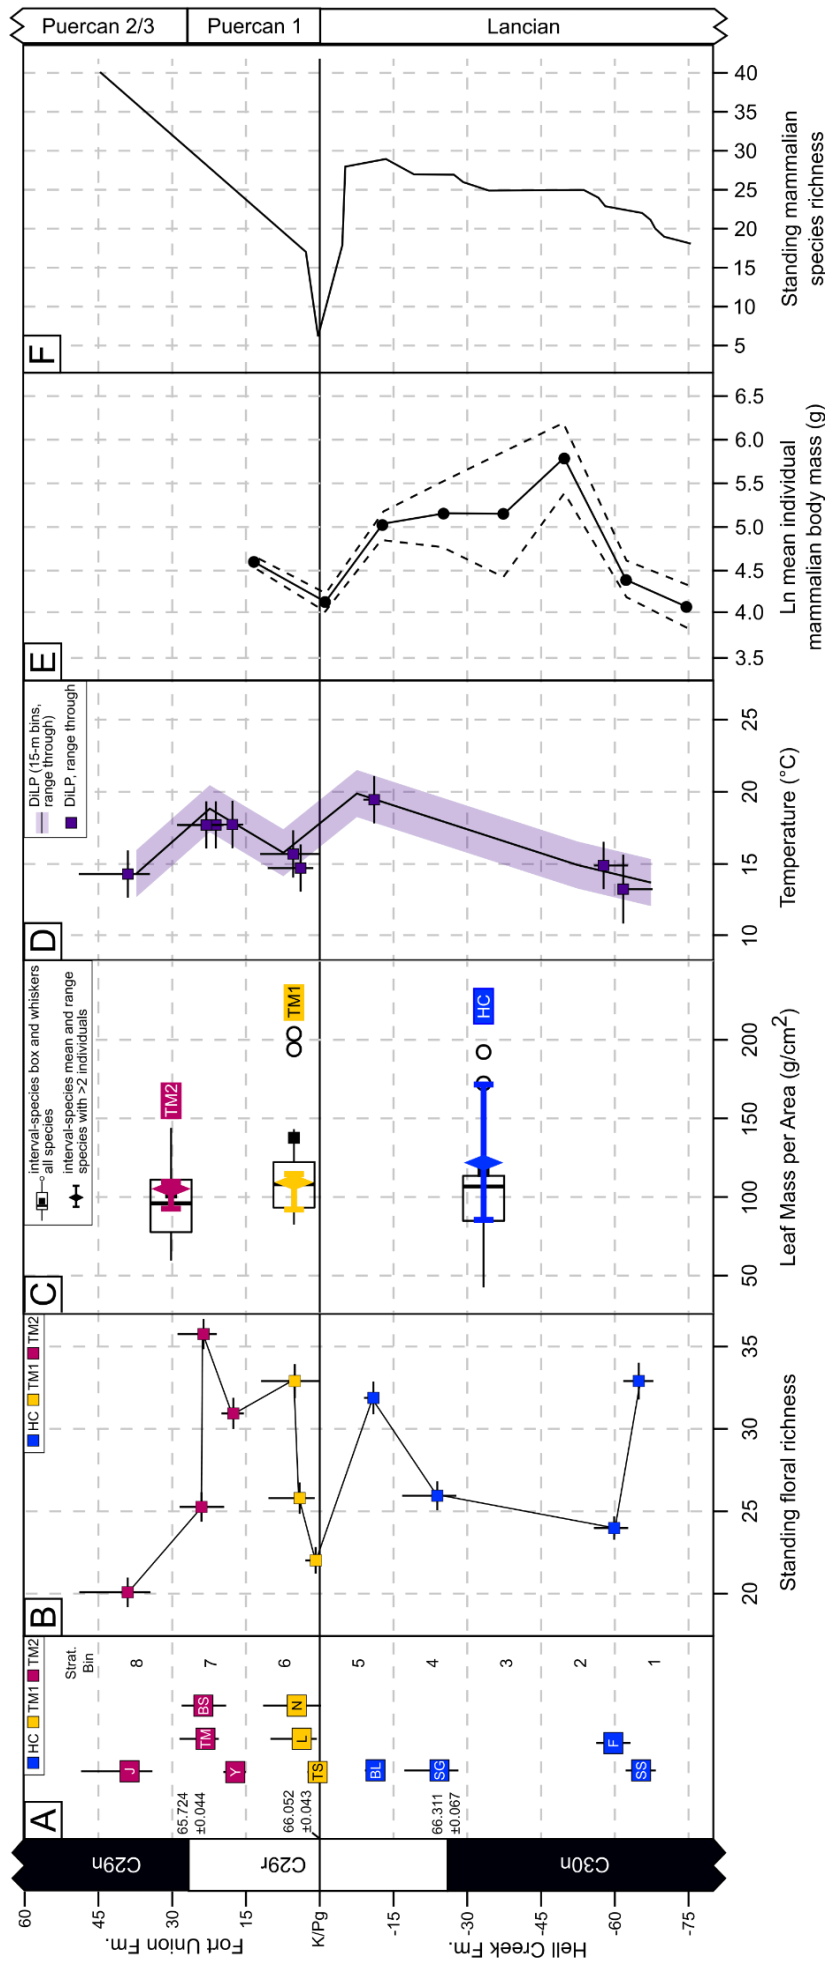 Puercan 2/3
Puercan 1
Lancian
F
40
35
30
25
20
15
10
5
Standing mammalian
species richness
E
6.5
6.0
5.5
5.0
4.5
4.0
3.5
Ln mean individual
mammalian body mass (g)
D
DiLP (15-m bins,
range through)
DiLP, range through
25
20
15
10
Temperature (°C)
C
interval-species box and whiskers
all species
interval-species mean and range
species with >2 individuals
TM2
TM1
HC
200
150
100
50
Leaf Mass per Area (g/cm²)
B
HC TM1 TM2
35
30
25
20
Standing floral richness
A
HC TM1 TM2
Strat.
Bin
8
7
6
5
4
3
2
1
J
TM
BS
Y
L
N
TS
BL
SG
F
SS
65.724
±0.044
66.052
±0.043
66.311
±0.067
C29n
C29r
C30n
60
45
30
15
K/Pg
-15
-30
-45
-60
-75
Fort Union Fm.
Hell Creek Fm.